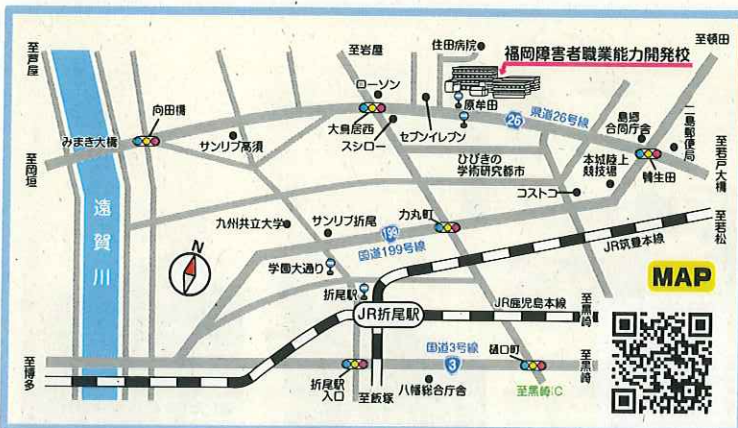 至芦屋
至岩屋
住田病院
至頓田
福岡障害者職業能力開発校
ローソン
向田橋
原牟田
みまき大橋
大鳥居西
26
県道26号線
島郷
合同庁舎
二島郵便局
サンリブ高須
スシロー
セブンイレブン
至岡垣
ひびきの
学術研究都市
本城陸上
競技場
鴨生田
至若戸大橋
コストコ
遠賀川
九州共立大学
サンリブ折尾
力丸町
至若松
199
国道199号線
JR筑豊本線
N
学園大通り
MAP
折尾駅
JR折尾駅
JR鹿児島本線
至黒崎
国道3号線
樋口町
至博多
3
至黒崎
折尾駅
入口
至飯塚
八幡総合庁舎
至黒崎IC